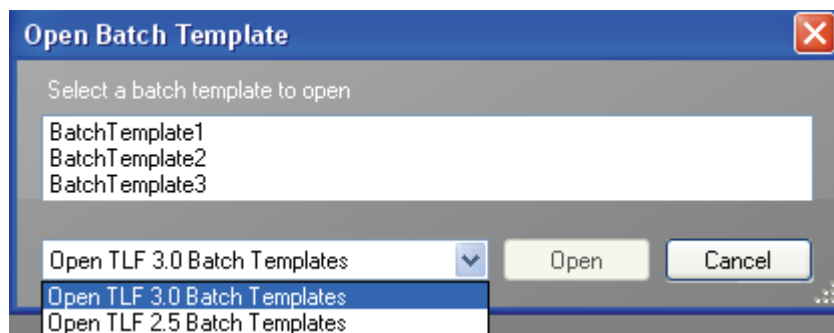 Open Batch Template
Select a batch template to open
BatchTemplate1
BatchTemplate2
BatchTemplate3
Open TLF 3.0 Batch Templates
Open
Cancel
Open TLF 3.0 Batch Templates
Open TLF 2.5 Batch Templates